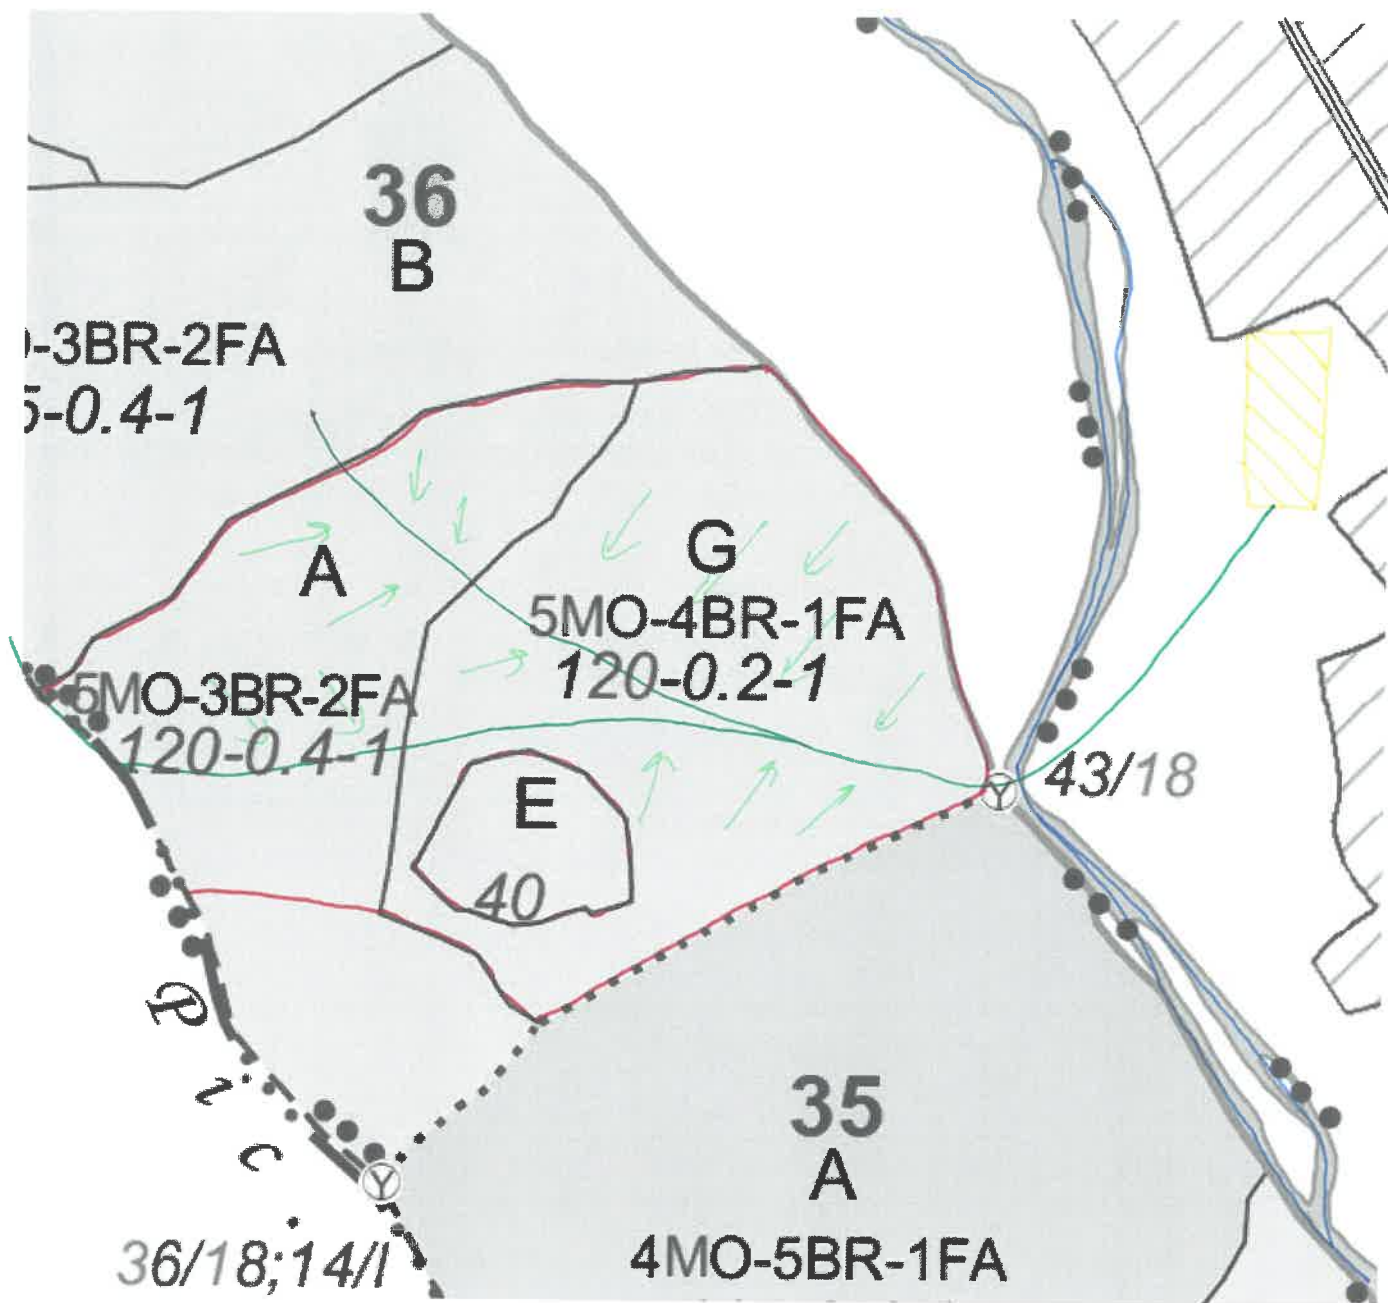 36
B
-3BR-2FA
5-0.4-1
A
G
5MO-4BR-1FA
120-0.2-1
5MO-3BR-2FA
120-0.4-1
E
40
43/18
Y
P i c
35
A
Y
36/18;14/I
4MO-5BR-1FA